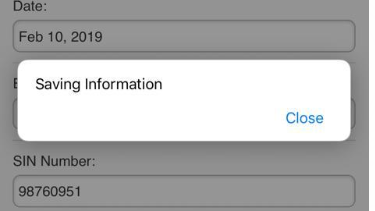 Date:
Feb 10, 2019
Saving Information
Close
SIN Number:
98760951